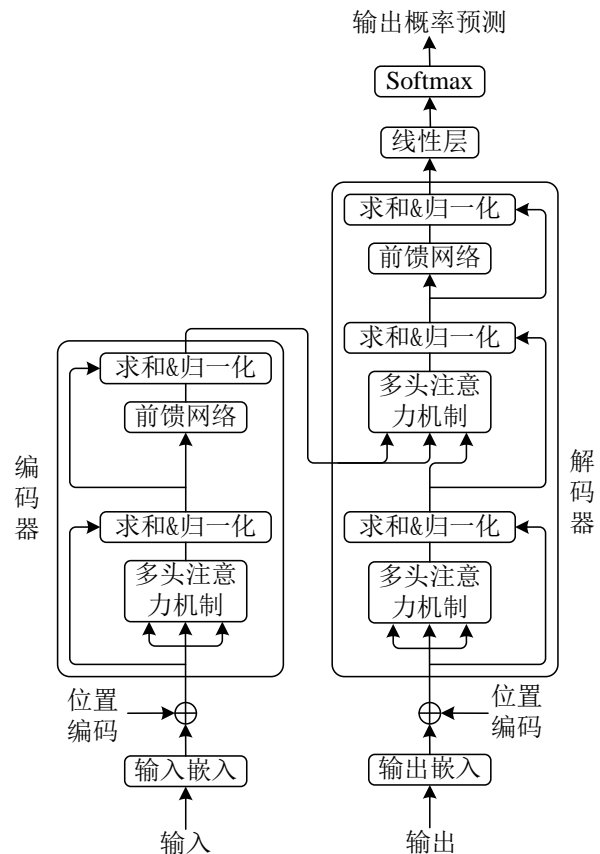 输出概率预测
Softmax
线性层
求和&归一化
前馈网络
求和&归一化
多头注意
力机制
求和&归一化
多头注意
力机制
解
码
器
位置
编码
输出嵌入
输出
求和&归一化
前馈网络
求和&归一化
多头注意
力机制
编
码
器
位置
编码
输入嵌入
输入